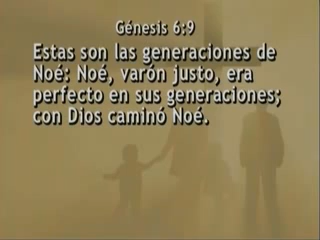 Génesis 6:9
Estas son las generaciones de
Noé: Noé, varón justo, era
perfecto en sus generaciones;
con Dios caminó Noé.